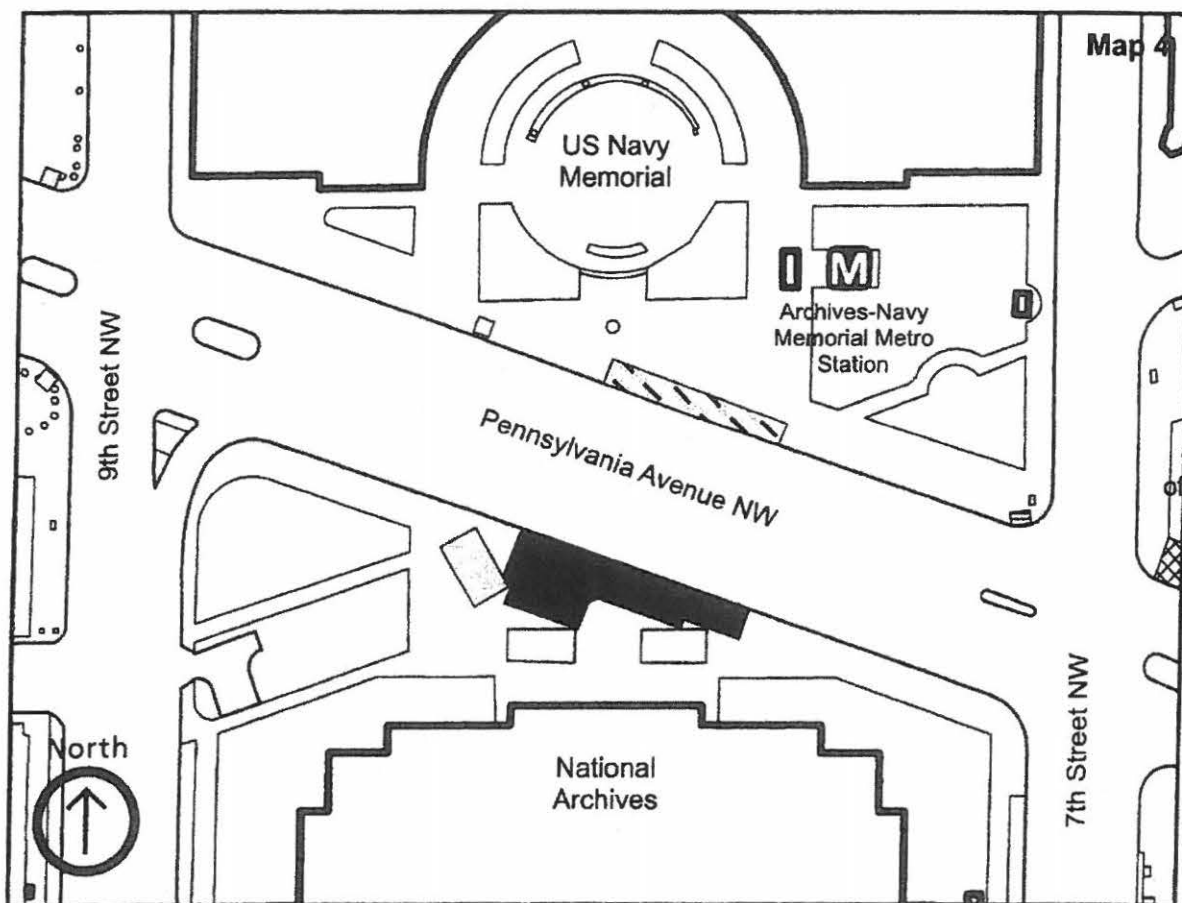 Map 4
US Navy
Memorial
M
Archives-Navy
Memorial Metro
Station
9th Street NW
Pennsylvania Avenue NW
of
7th Street NW
North
National
Archives